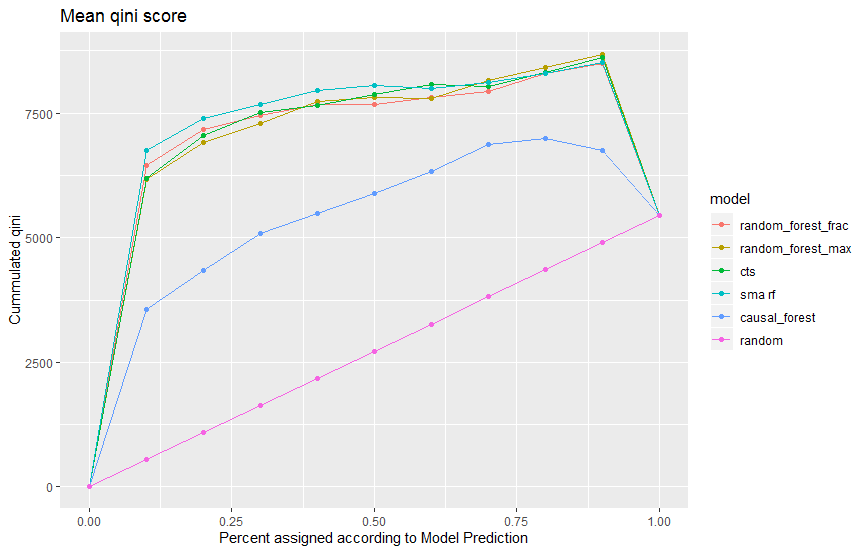 Mean qini score
Cummulated qini
7500
5000
2500
0
0.00 0.25 0.50 0.75 1.00
Percent assigned according to Model Prediction
model
random_forest_frac
random_forest_max
cts
sma rf
causal_forest
random